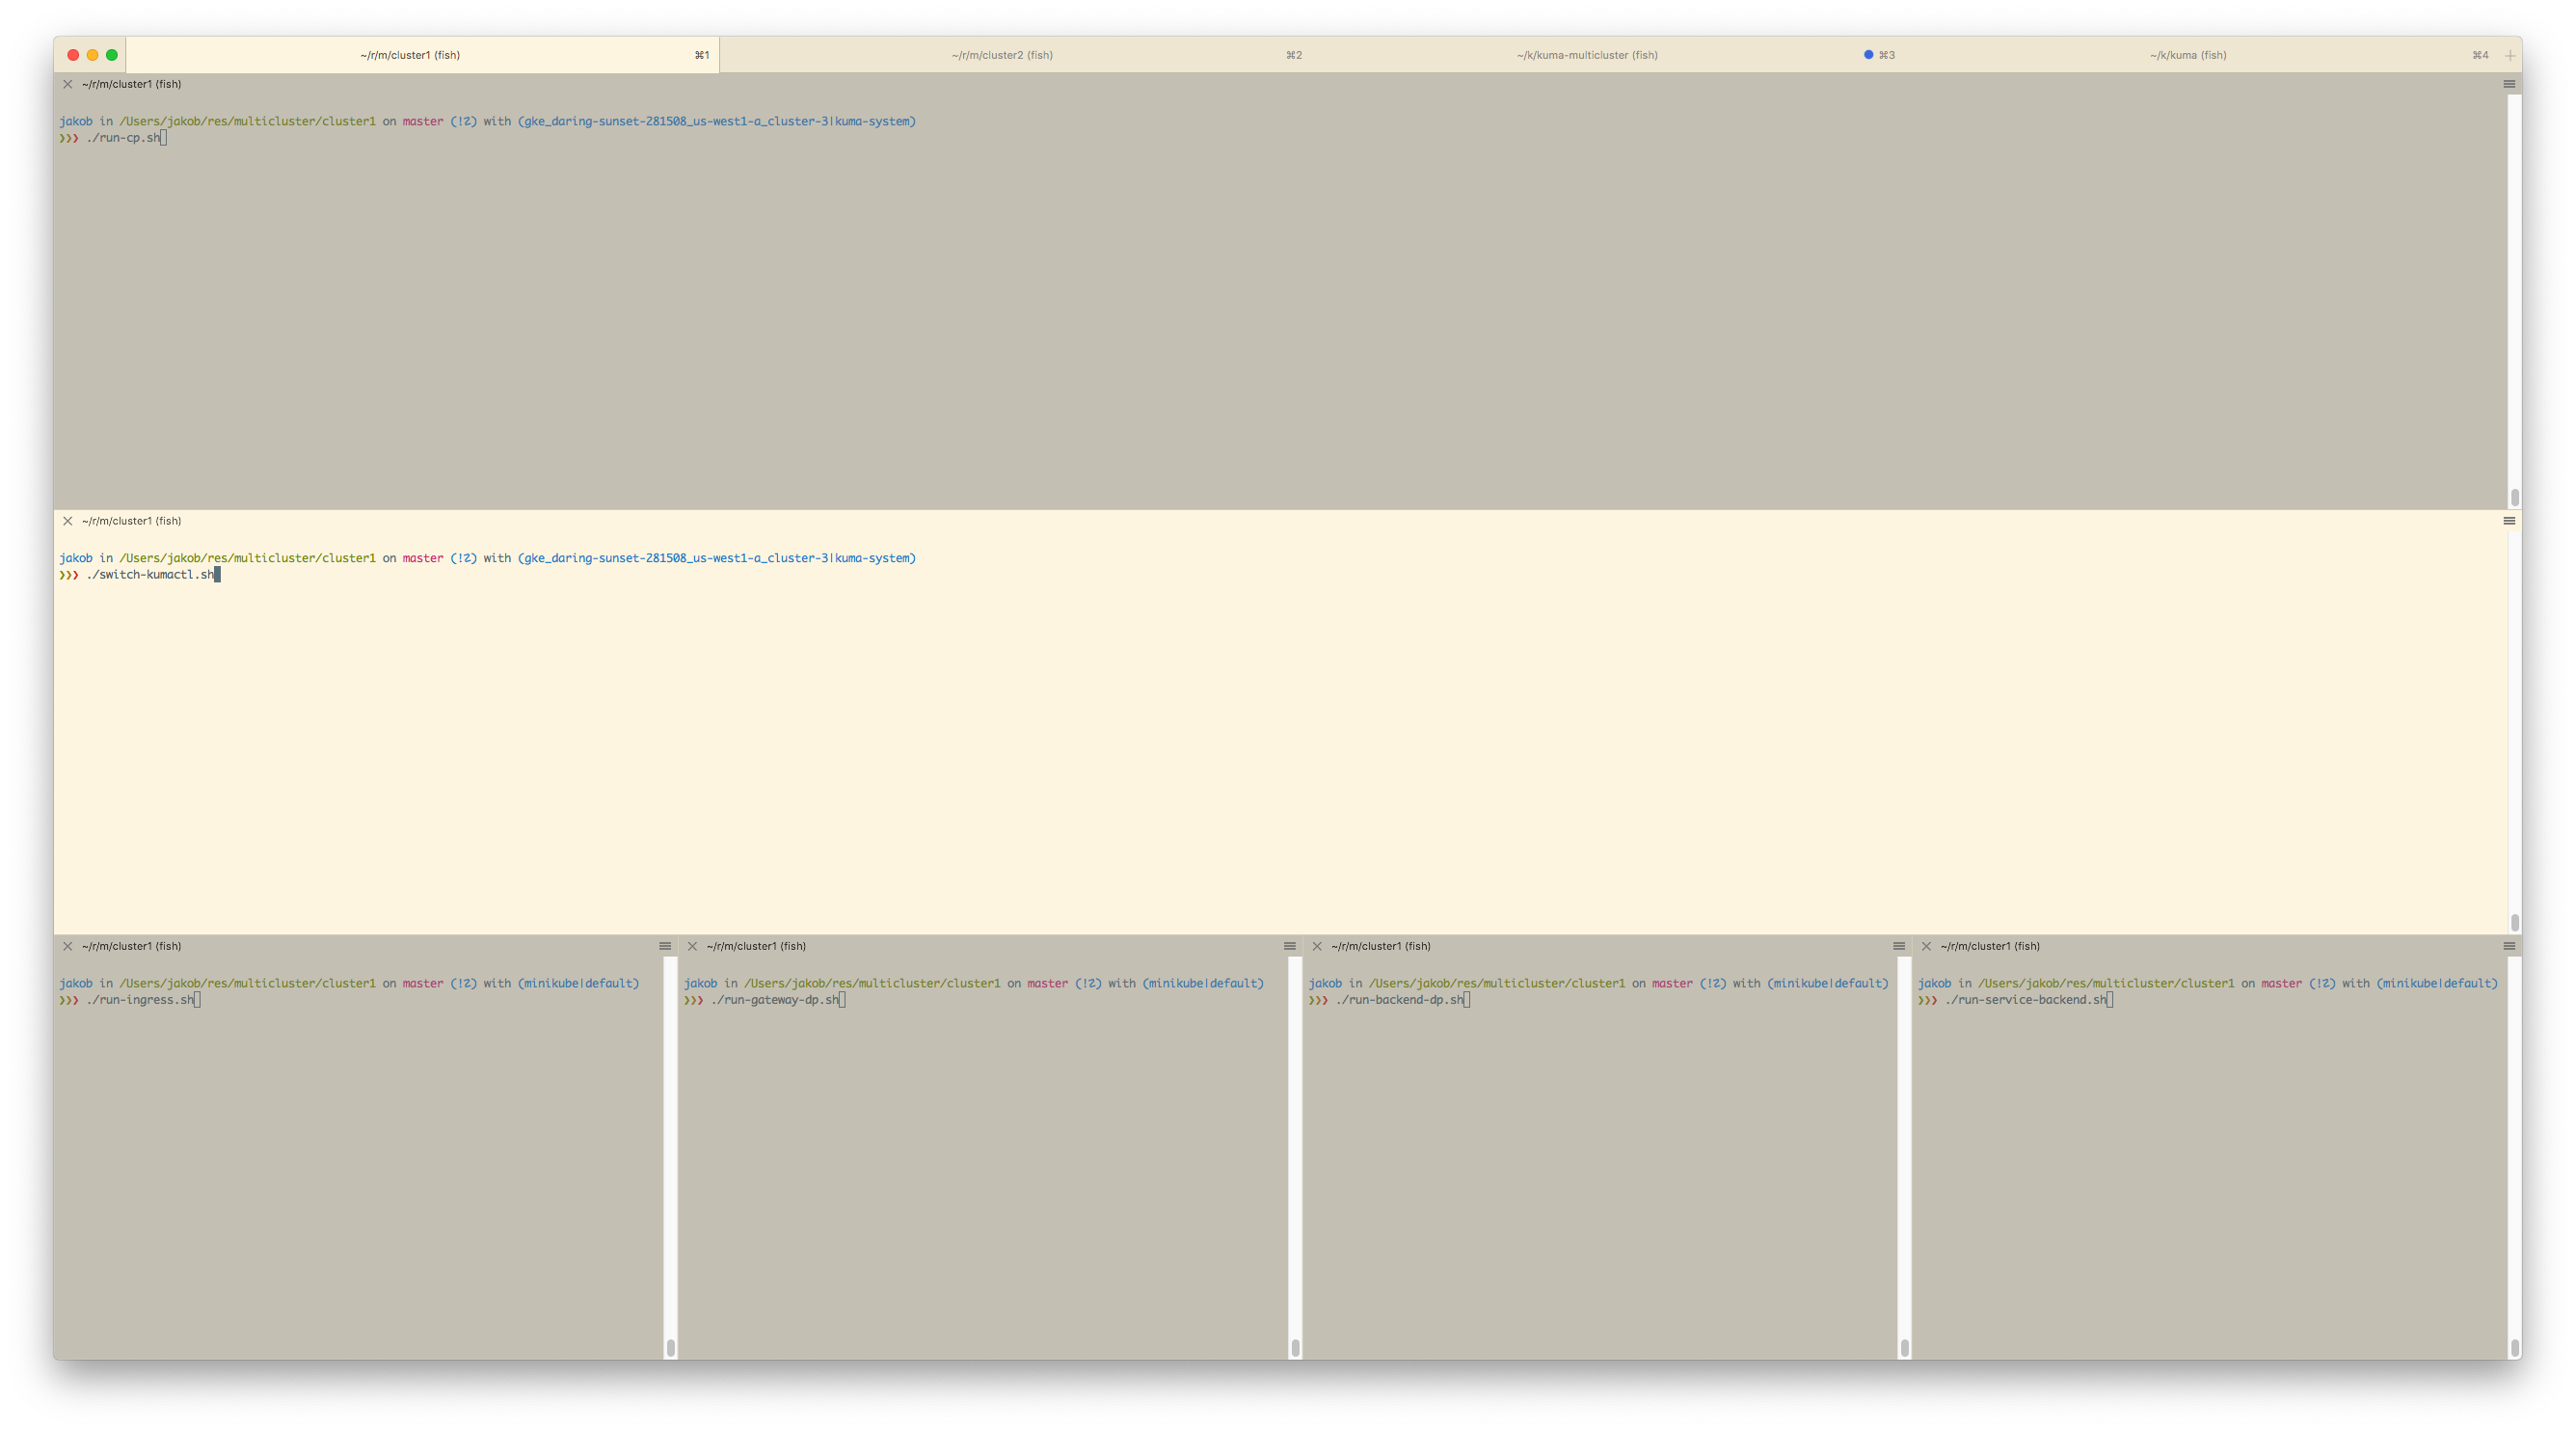 ~/r/m/cluster1 (fish) ⌘1 ~/r/m/cluster2 (fish) ⌘2 ~/k/kuma-multicluster (fish) ⌘3 ~/k/kuma (fish) ⌘4 +
~/r/m/cluster1 (fish)
jakob in /Users/jakob/res/multicluster/cluster1 on master (!2) with (gke_daring-sunset-281508_us-west1-a_cluster-3|kuma-system)
❯❯❯ ./run-cp.sh
~/r/m/cluster1 (fish)
jakob in /Users/jakob/res/multicluster/cluster1 on master (!2) with (gke_daring-sunset-281508_us-west1-a_cluster-3|kuma-system)
❯❯❯ ./switch-kumactl.sh
~/r/m/cluster1 (fish)
jakob in /Users/jakob/res/multicluster/cluster1 on master (!2) with (minikube|default)
❯❯❯ ./run-ingress.sh
~/r/m/cluster1 (fish)
jakob in /Users/jakob/res/multicluster/cluster1 on master (!2) with (minikube|default)
❯❯❯ ./run-gateway-dp.sh
~/r/m/cluster1 (fish)
jakob in /Users/jakob/res/multicluster/cluster1 on master (!2) with (minikube|default)
❯❯❯ ./run-backend-dp.sh
~/r/m/cluster1 (fish)
jakob in /Users/jakob/res/multicluster/cluster1 on master (!2) with (minikube|default)
❯❯❯ ./run-service-backend.sh